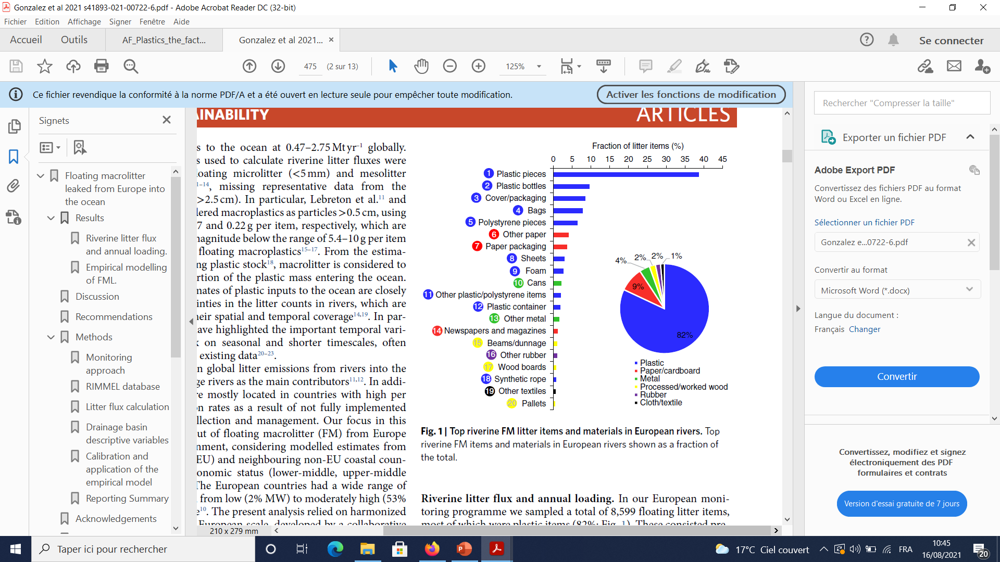 Gonzalez et al 2021 s41893-021-00722-6.pdf - Adobe Acrobat Reader DC (32-bit)
Fichier Edition Affichage Signer Fenêtre Aide
Accueil Outils AF_Plastics_the_fact... Gonzalez et al 2021... × Se connecter
475 (2 sur 13) 125%
Ce fichier revendique la conformité à la norme PDF/A et a été ouvert en lecture seule pour empêcher toute modification. Activer les fonctions de modification
Signets
Floating macrolitter
leaked from Europe into
the ocean
Results
Riverine litter flux
and annual loading.
Empirical modelling
of FML.
Discussion
Recommendations
Methods
Monitoring
approach
RIMMEL database
Litter flux calculation
Drainage basin
descriptive variables
Calibration and
application of the
empirical model
Reporting Summary
Acknowledgements
AINABILITY ARTICLES
s to the ocean at 0.47–2.75 Mt yr⁻¹ globally.
s used to calculate riverine litter fluxes were
loating microlitter (<5 mm) and mesolitter
1–14, missing representative data from the
>2.5 cm). In particular, Lebreton et al.11 and
dered macroplastics as particles >0.5 cm, using
7 and 0.22 g per item, respectively, which are
nagnitude below the range of 5.4–10 g per item
floating macroplastics15–17. From the estima-
ng plastic stock18, macrolitter is considered to
rtion of the plastic mass entering the ocean.
mates of plastic inputs to the ocean are closely
inties in the litter counts in rivers, which are
heir spatial and temporal coverage14,19. In par-
ave highlighted the important temporal vari-
x on seasonal and shorter timescales, often
existing data20–23.
n global litter emissions from rivers into the
ge rivers as the main contributors11,12. In addi-
re mostly located in countries with high per
on rates as a result of not fully implemented
llection and management. Our focus in this
ut of floating macrolitter (FM) from Europe
nment, considering modelled estimates from
EU) and neighbouring non-EU coastal coun-
onomic status (lower-middle, upper-middle
The European countries had a wide range of
from low (2% MW) to moderately high (53%
e10. The present analysis relied on harmonized
European scale, developed by a collaborative
210 x 279 mm
Fraction of litter items (%)
0 5 10 15 20 25 30 35 40 45
1 Plastic pieces
2 Plastic bottles
3 Cover/packaging
4 Bags
5 Polystyrene pieces
6 Other paper
7 Paper packaging
8 Sheets
9 Foam
10 Cans
11 Other plastic/polystyrene items
12 Plastic container
13 Other metal
14 Newspapers and magazines
15 Beams/dunnage
16 Other rubber
17 Wood boards
18 Synthetic rope
19 Other textiles
20 Pallets
4% 2% 2% 1%
9%
82%
Plastic
Paper/cardboard
Metal
Processed/worked wood
Rubber
Cloth/textile
Fig. 1 | Top riverine FM litter items and materials in European rivers. Top
riverine FM items and materials in European rivers shown as a fraction of
the total.
Riverine litter flux and annual loading. In our European moni-
toring programme we sampled a total of 8,599 floating litter items,
most of which were plastic items (82%; Fig. 1). These consisted pre-
Rechercher "Compresser la taille"
Exporter un fichier PDF
Adobe Export PDF
Convertissez des fichiers PDF au format
Word ou Excel en ligne.
Sélectionner un fichier PDF
Gonzalez e...0722-6.pdf
Convertir au format
Microsoft Word (*.docx)
Langue du document :
Français Changer
Convertir
Convertissez, modifiez et signez
électroniquement des PDF
formulaires et contrats
Version d'essai gratuite de 7 jours
Taper ici pour rechercher
17°C Ciel couvert
FRA
10:45
16/08/2021
20